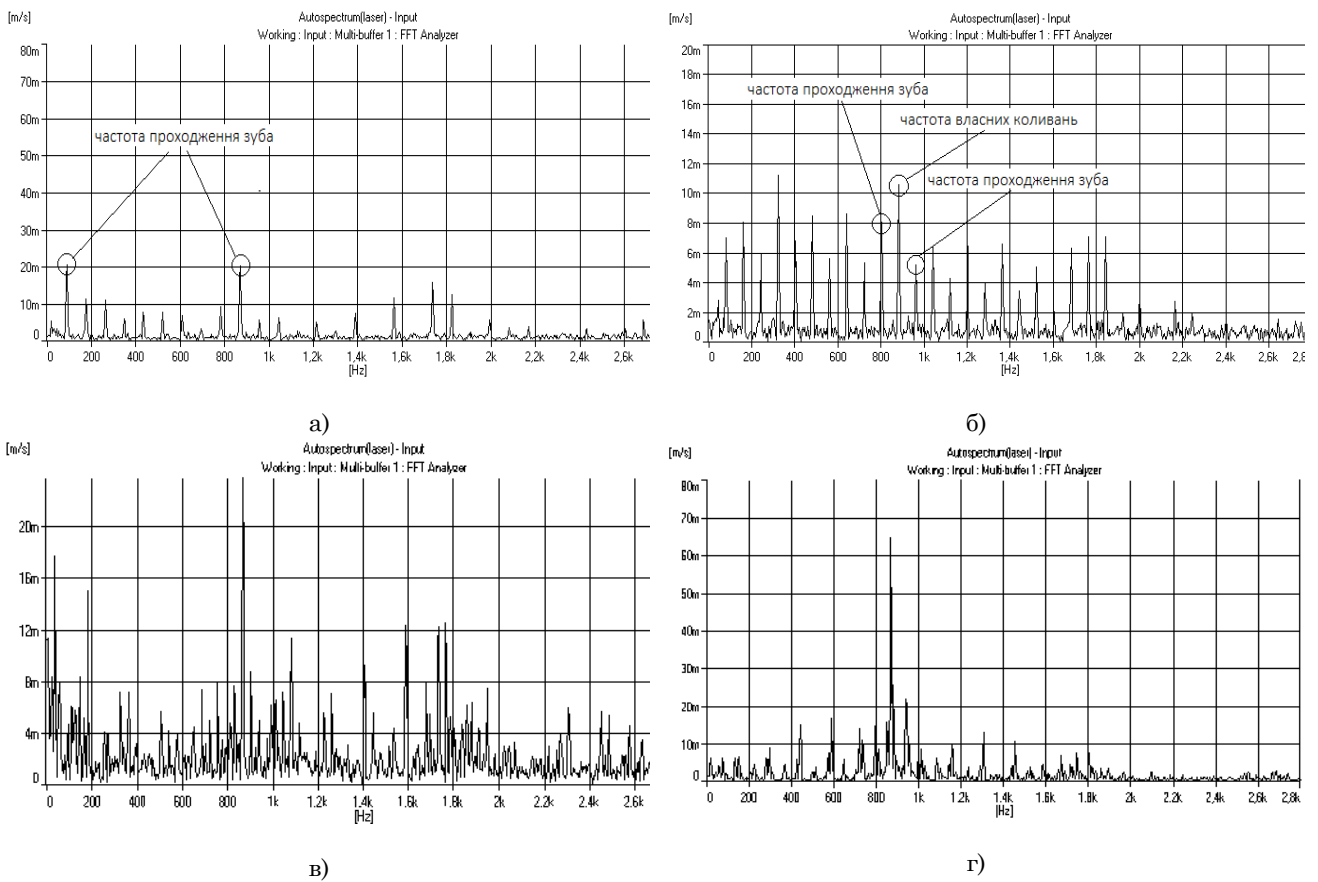 [m/s]
Autospectrum(laser) - Input
Working : Input : Multi-buffer 1 : FFT Analyzer
80m
70m
60m
50m
40m
30m
20m
10m
0
частота проходження зуба
0 200 400 600 800 1k 1,2k 1,4k 1,6k 1,8k 2k 2,2k 2,4k 2,6k
[Hz]
а)
[m/s]
Autospectrum(laser) - Input
Working : Input : Multi-buffer 1 : FFT Analyzer
20m
18m
16m
14m
12m
10m
8m
6m
4m
2m
0
частота проходження зуба
частота власних коливань
частота проходження зуба
0 200 400 600 800 1k 1,2k 1,4k 1,6k 1,8k 2k 2,2k 2,4k 2,6k 2,8
[Hz]
б)
[m/s]
Autospectrum(laser) - Input
Working : Input : Multi-buffer 1 : FFT Analyzer
20m
16m
12m
8m
4m
0
0 200 400 600 800 1k 1.2k 1.4k 1.6k 1.8k 2k 2.2k 2.4k 2.6k
[Hz]
в)
[m/s]
Autospectrum(laser) - Input
Working : Input : Multi-buffer 1 : FFT Analyzer
80m
70m
60m
50m
40m
30m
20m
10m
0
0 200 400 600 800 1k 1.2k 1.4k 1.6k 1.8k 2k 2,2k 2,4k 2,6k 2,8k
[Hz]
г)